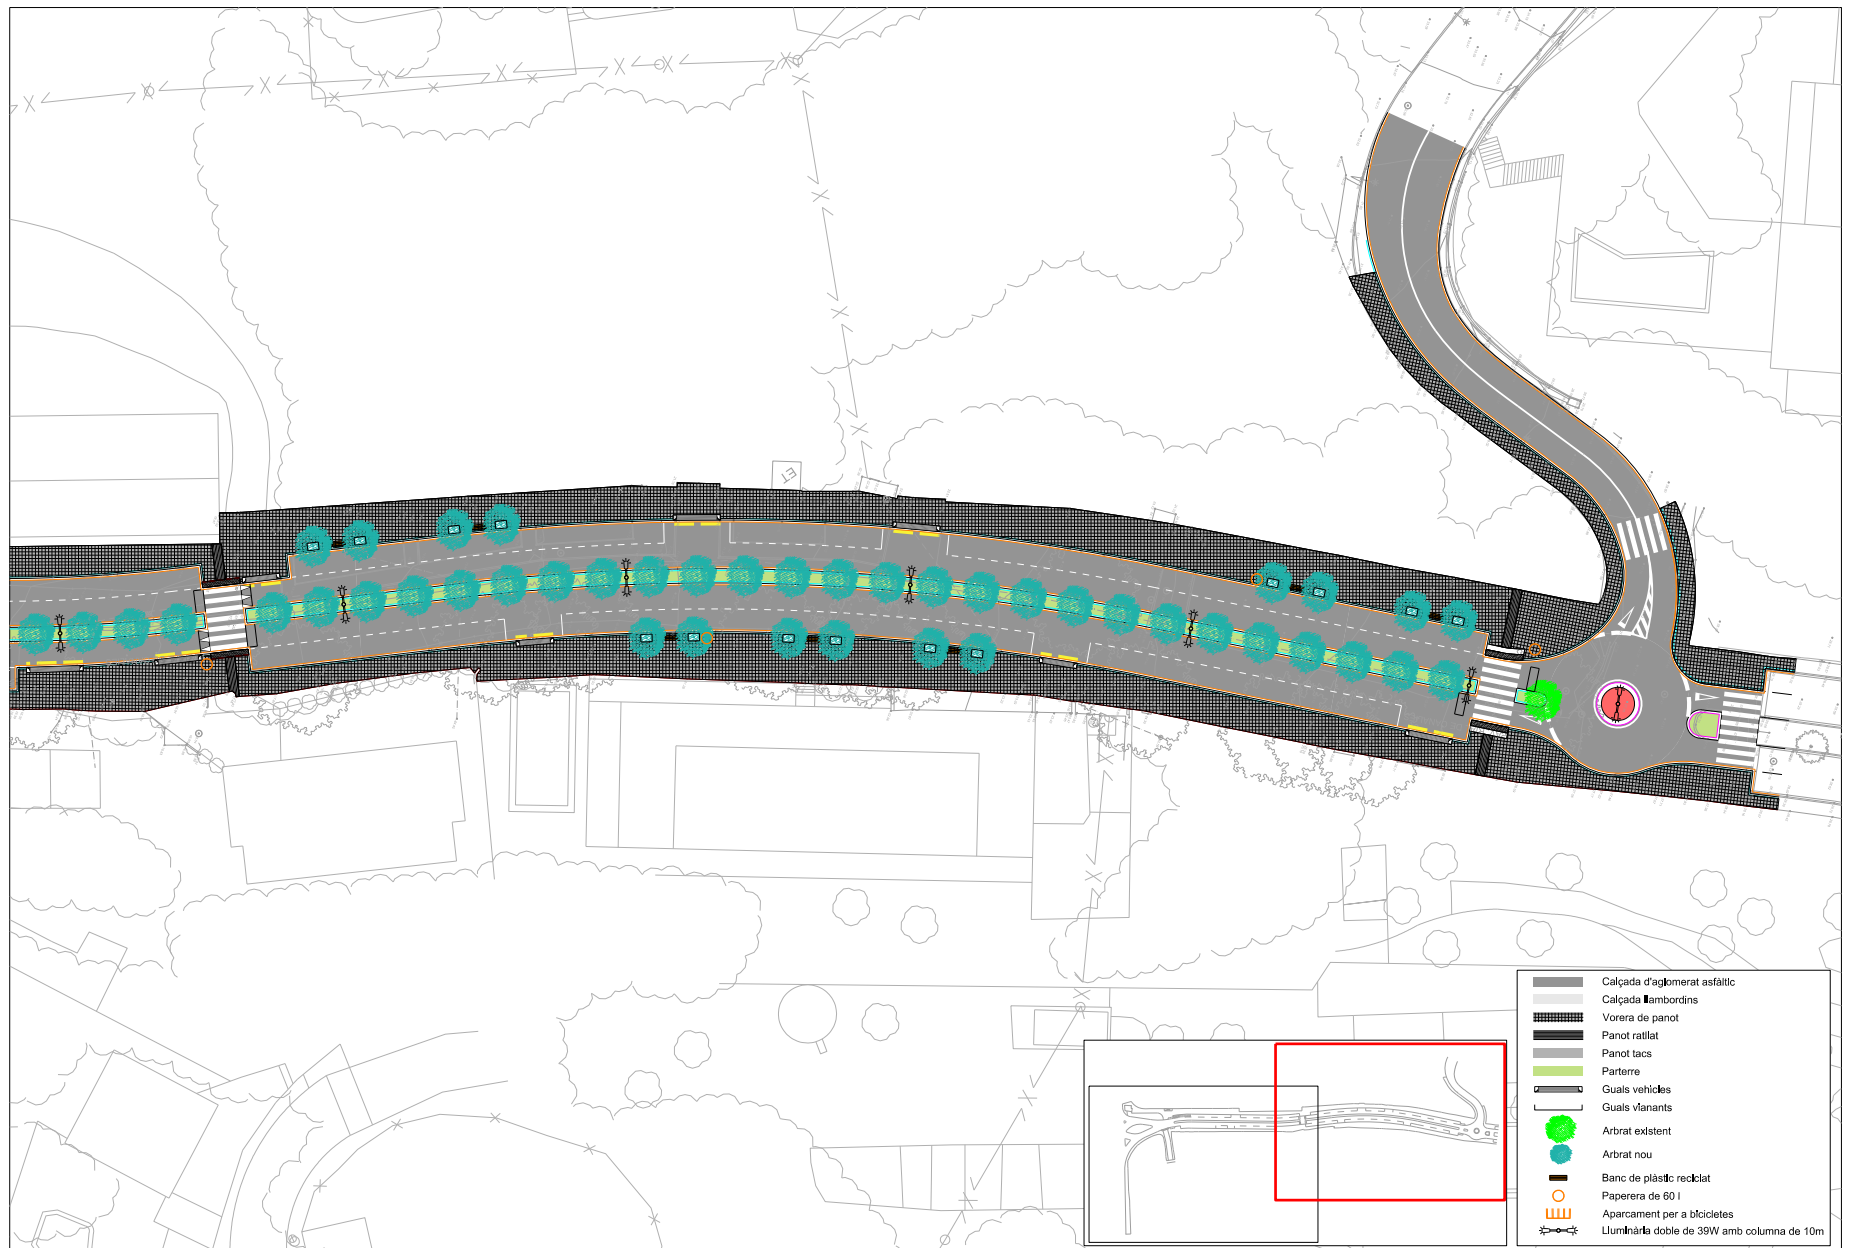 ET
Calçada d'aglomerat asfàltic
Calçada llambordins
Vorera de panot
Panot ratllat
Panot tacs
Parterre
Guals vehicles
Guals vianants
Arbrat existent
Arbrat nou
Banc de plàstic reciclat
Paperera de 60 l
Aparcament per a bicicletes
Lluminària doble de 39W amb columna de 10m